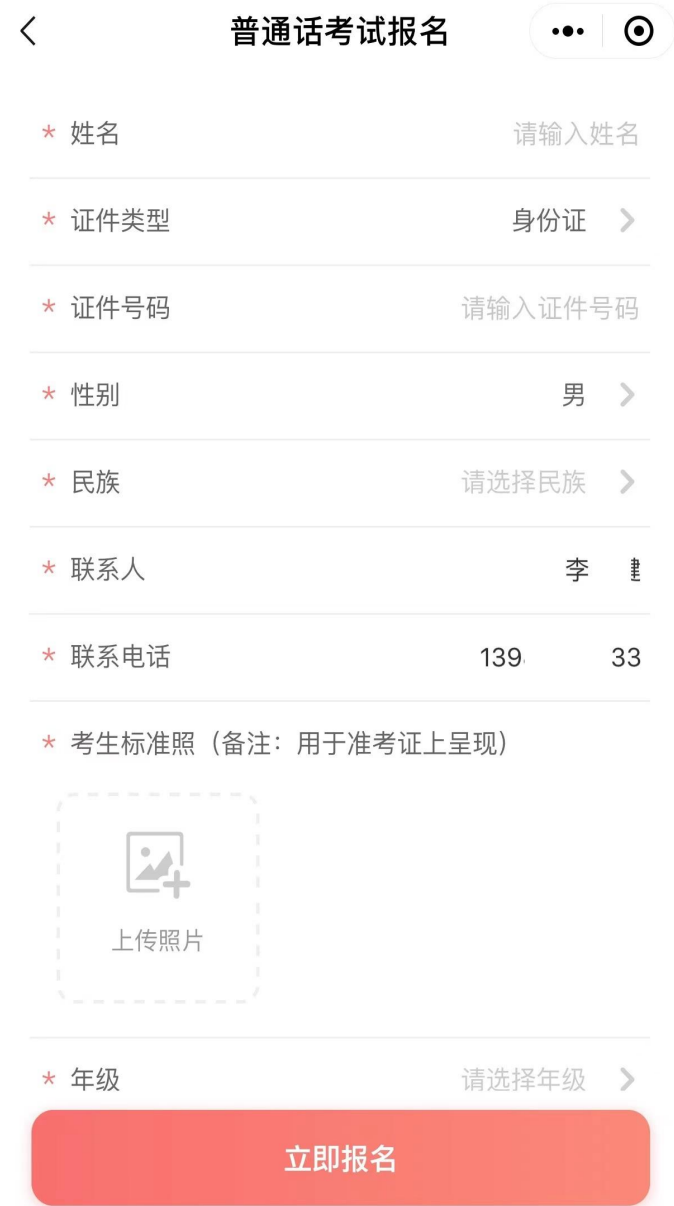 普通话考试报名
* 姓名 请输入姓名
* 证件类型 身份证
* 证件号码 请输入证件号码
* 性别 男
* 民族 请选择民族
* 联系人 李
* 联系电话 139 33
* 考生标准照（备注：用于准考证上呈现）
上传照片
* 年级 请选择年级
立即报名